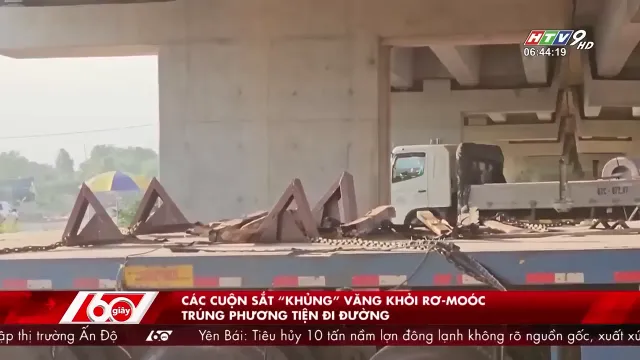 HTV9 HD
06:44:19
CÁC CUỘN SẮT “KHỦNG” VĂNG KHỎI RƠ-MOÓC
TRÚNG PHƯƠNG TIỆN ĐI ĐƯỜNG
60 giây
ập thị trường Ấn Độ
Yên Bái: Tiêu hủy 10 tấn nầm lợn đông lạnh không rõ nguồn gốc, xuất xứ